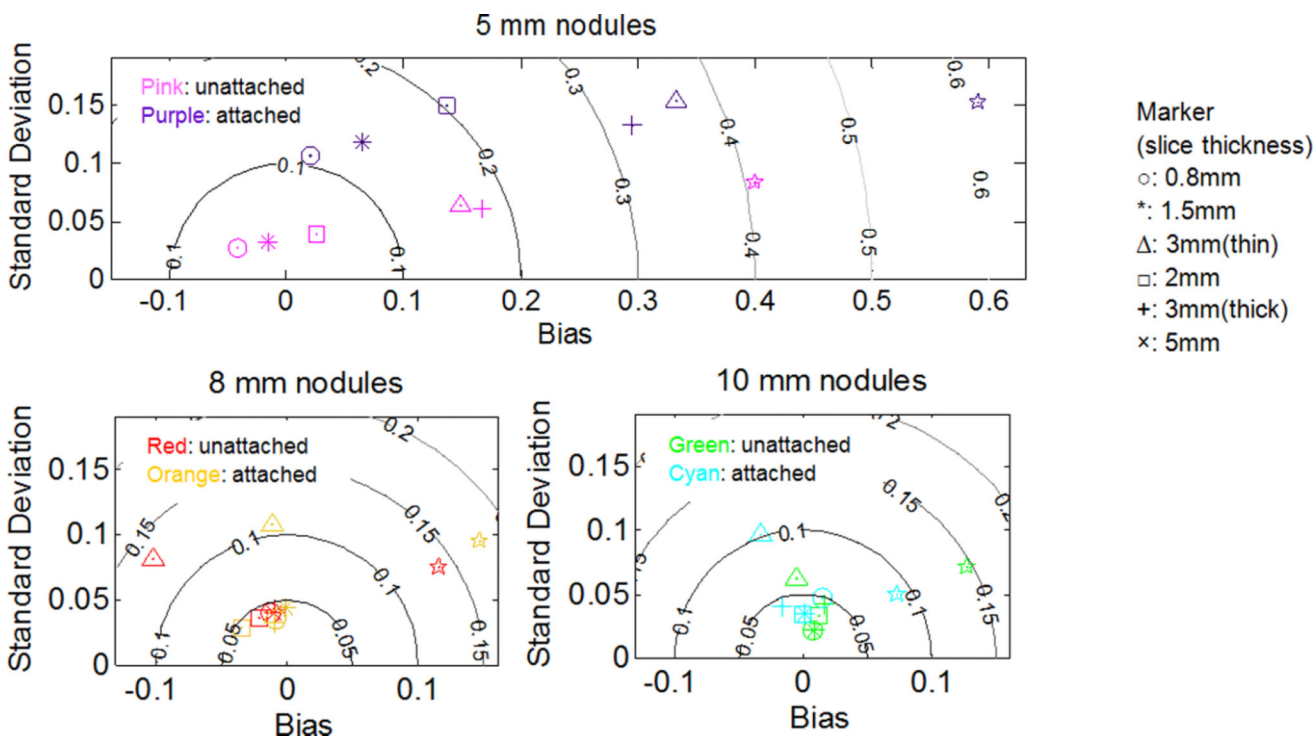 5 mm nodules
Standard Deviation
0.15
0.1
0.05
0
Pink: unattached
Purple: attached
0.1
0.1
0.1
0.2
0.2
0.3
0.3
0.4
0.4
0.5
0.5
0.6
0.6
-0.1 0 0.1 0.2 0.3 0.4 0.5 0.6
Bias
Marker
(slice thickness)
○: 0.8mm
*: 1.5mm
△: 3mm(thin)
□: 2mm
+: 3mm(thick)
×: 5mm
8 mm nodules
Standard Deviation
0.15
0.1
0.05
0
Red: unattached
Orange: attached
0.2
0.15
0.15
0.15
0.1
0.1
0.1
0.05
0.05
-0.1 0 0.1
Bias
10 mm nodules
Standard Deviation
0.15
0.1
0.05
0
Green: unattached
Cyan: attached
0.2
0.15
0.15
0.1
0.1
0.1
0.05
0.05
-0.1 0 0.1
Bias